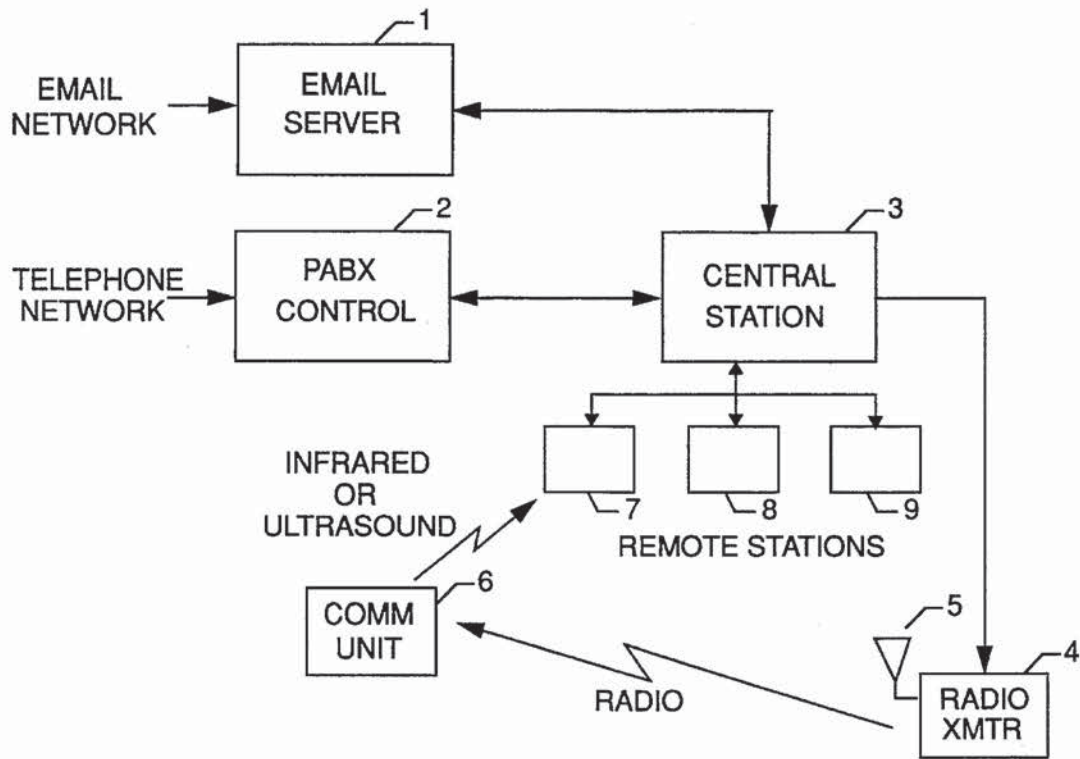 1
EMAIL
NETWORK
EMAIL
SERVER
2
3
TELEPHONE
NETWORK
PABX
CONTROL
CENTRAL
STATION
INFRARED
OR
ULTRASOUND
7
8
9
REMOTE STATIONS
6
COMM
UNIT
5
4
RADIO
RADIO
XMTR